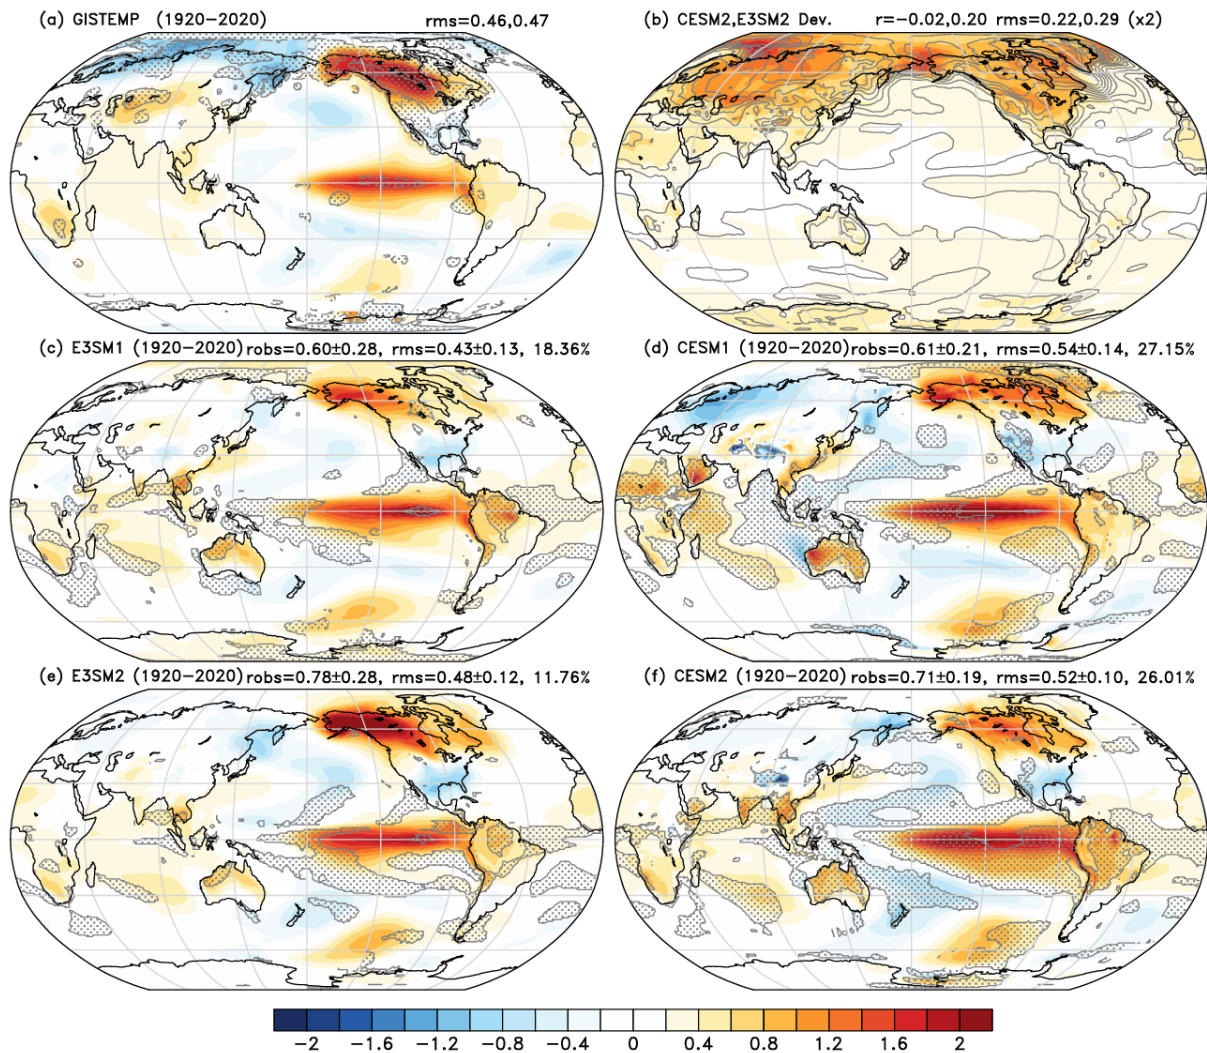 (a) GISTEMP (1920−2020) rms=0.46,0.47
(b) CESM2,E3SM2 Dev. r=−0.02,0.20 rms=0.22,0.29 (x2)
(c) E3SM1 (1920−2020) robs=0.60±0.28, rms=0.43±0.13, 18.36%
(d) CESM1 (1920−2020) robs=0.61±0.21, rms=0.54±0.14, 27.15%
(e) E3SM2 (1920−2020) robs=0.78±0.28, rms=0.48±0.12, 11.76%
(f) CESM2 (1920−2020) robs=0.71±0.19, rms=0.52±0.10, 26.01%
−2 −1.6 −1.2 −0.8 −0.4 0 0.4 0.8 1.2 1.6 2